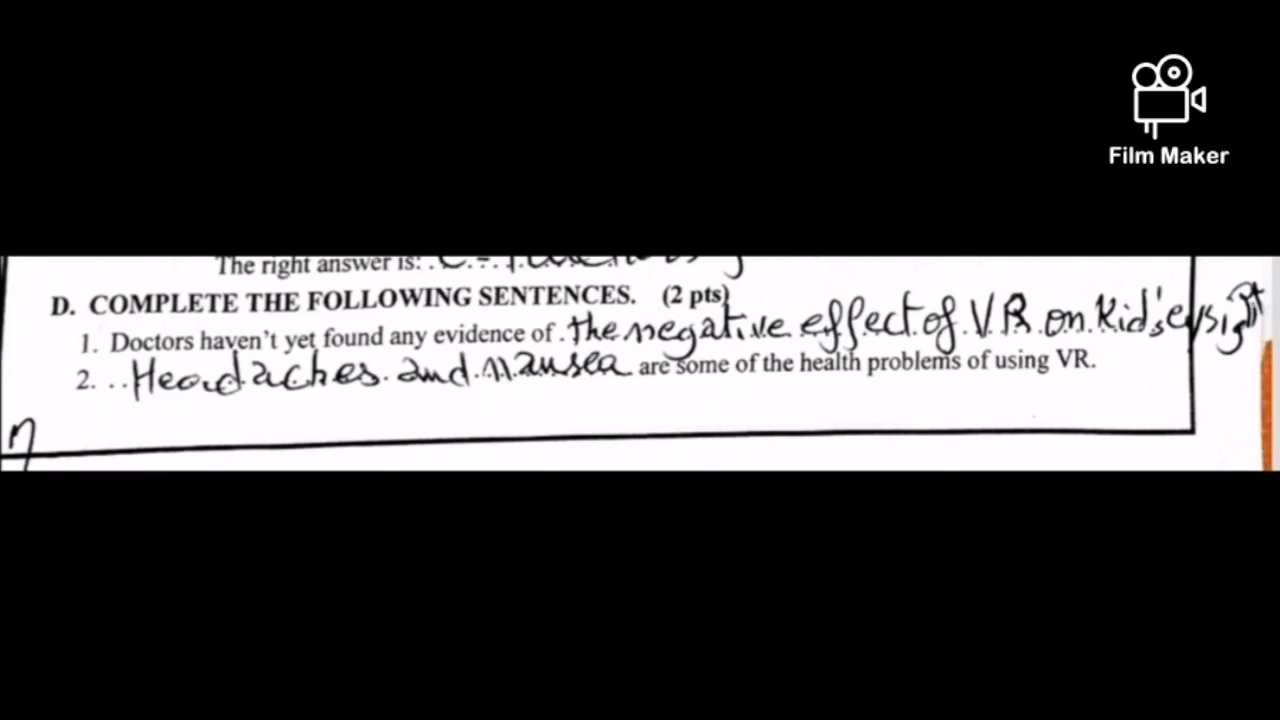 Film Maker
The right answer is:
D. COMPLETE THE FOLLOWING SENTENCES. (2 pts)
1. Doctors haven't yet found any evidence of .the negative effect of VR on Kid's eysight
2. ..Headaches and nausea are some of the health problems of using VR.